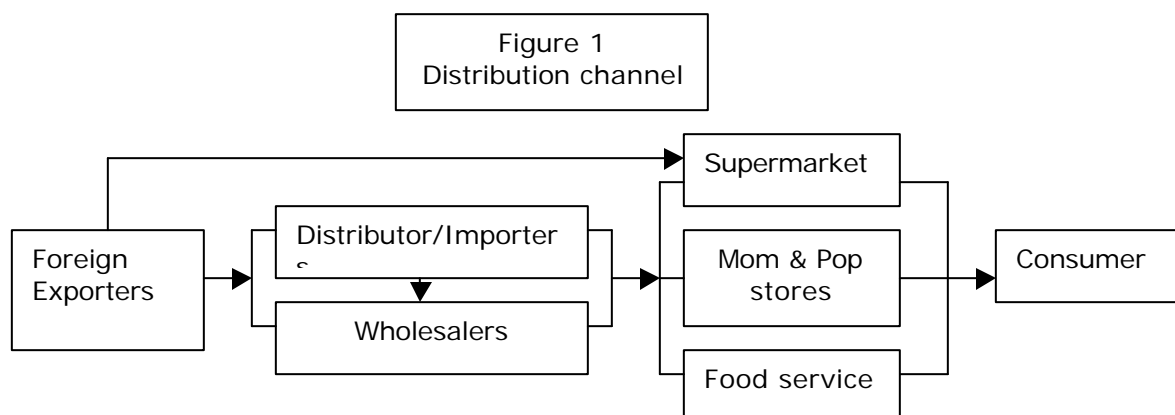 Figure 1
Distribution channel
Supermarket
Foreign
Exporters
Distributor/Importer
s
Wholesalers
Mom & Pop
stores
Food service
Consumer